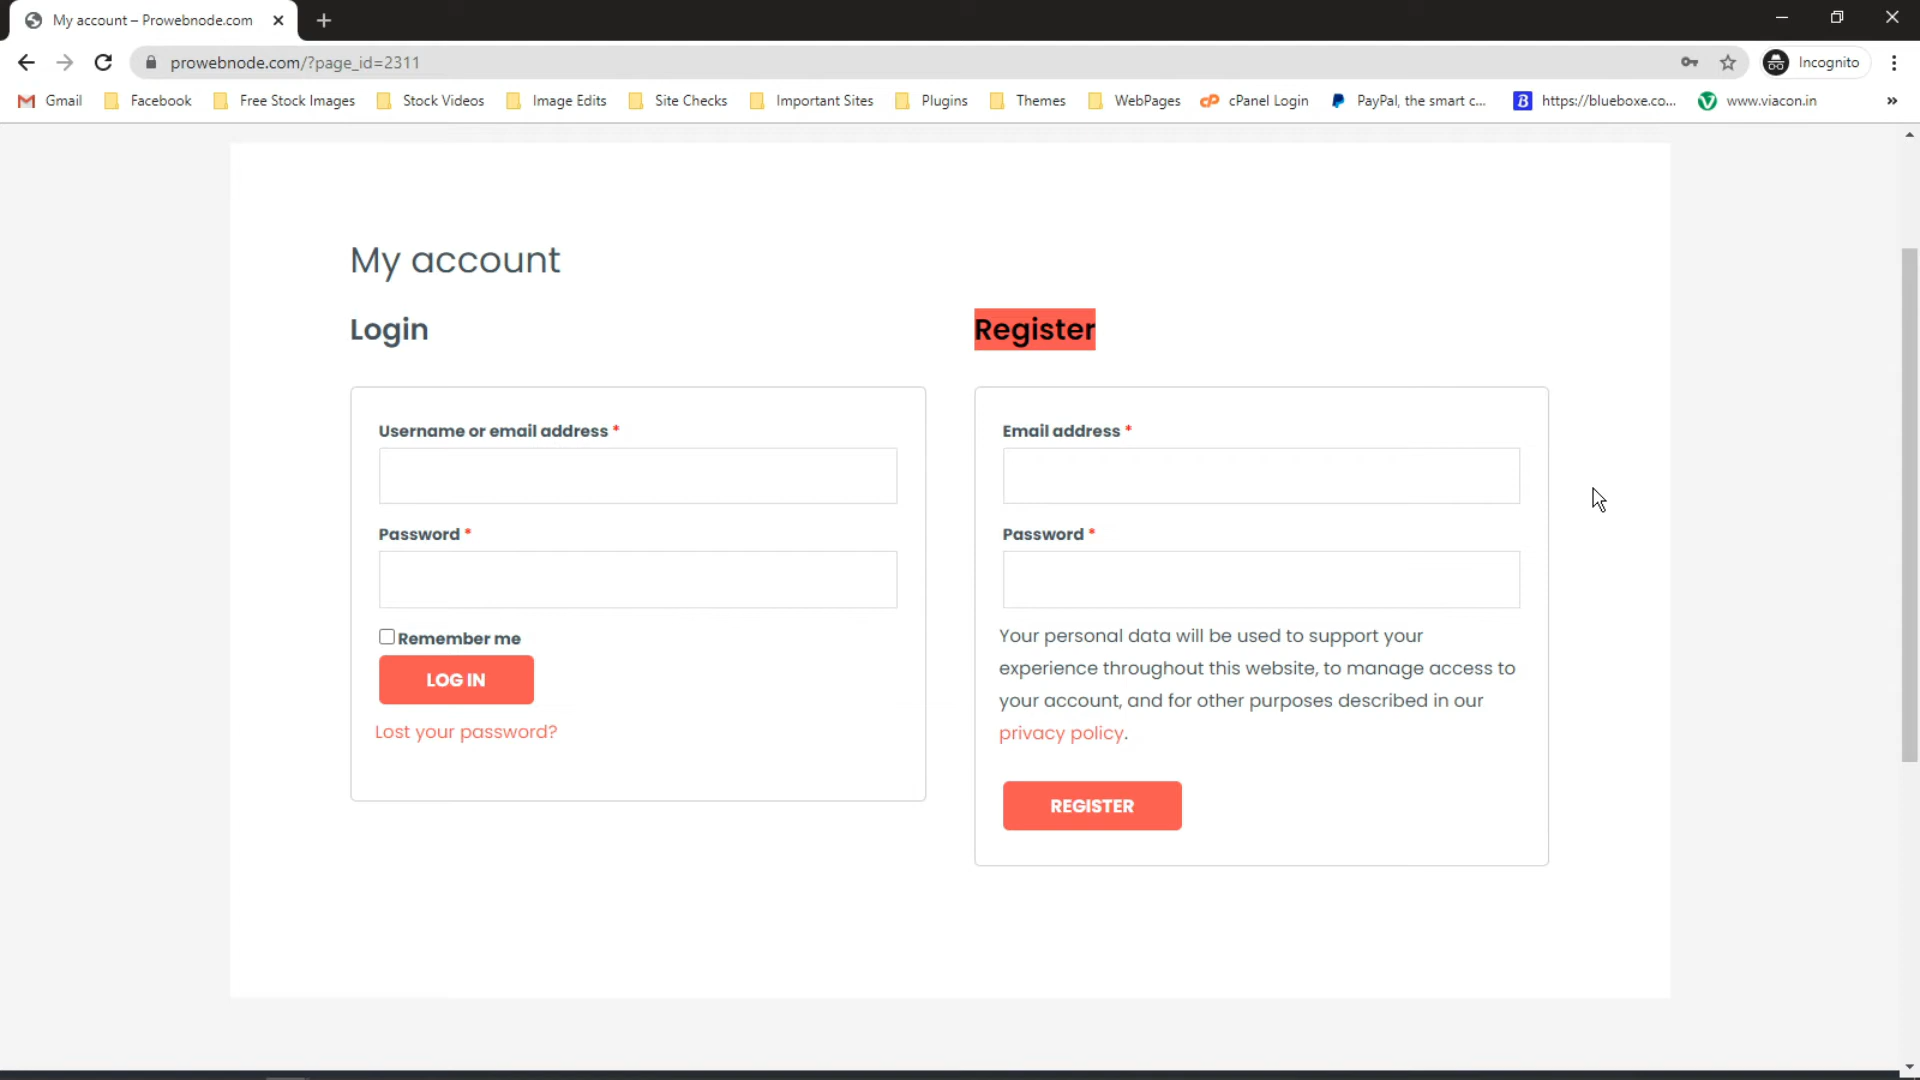 My account – Prowebnode.com
prowebnode.com/?page_id=2311
Incognito
Gmail
Facebook
Free Stock Images
Stock Videos
Image Edits
Site Checks
Important Sites
Plugins
Themes
WebPages
cPanel Login
PayPal, the smart c...
https://blueboxe.co...
www.viacon.in
My account
Login
Register
Username or email address *
Email address *
Password *
Password *
Remember me
LOG IN
Lost your password?
Your personal data will be used to support your
experience throughout this website, to manage access to
your account, and for other purposes described in our
privacy policy.
REGISTER